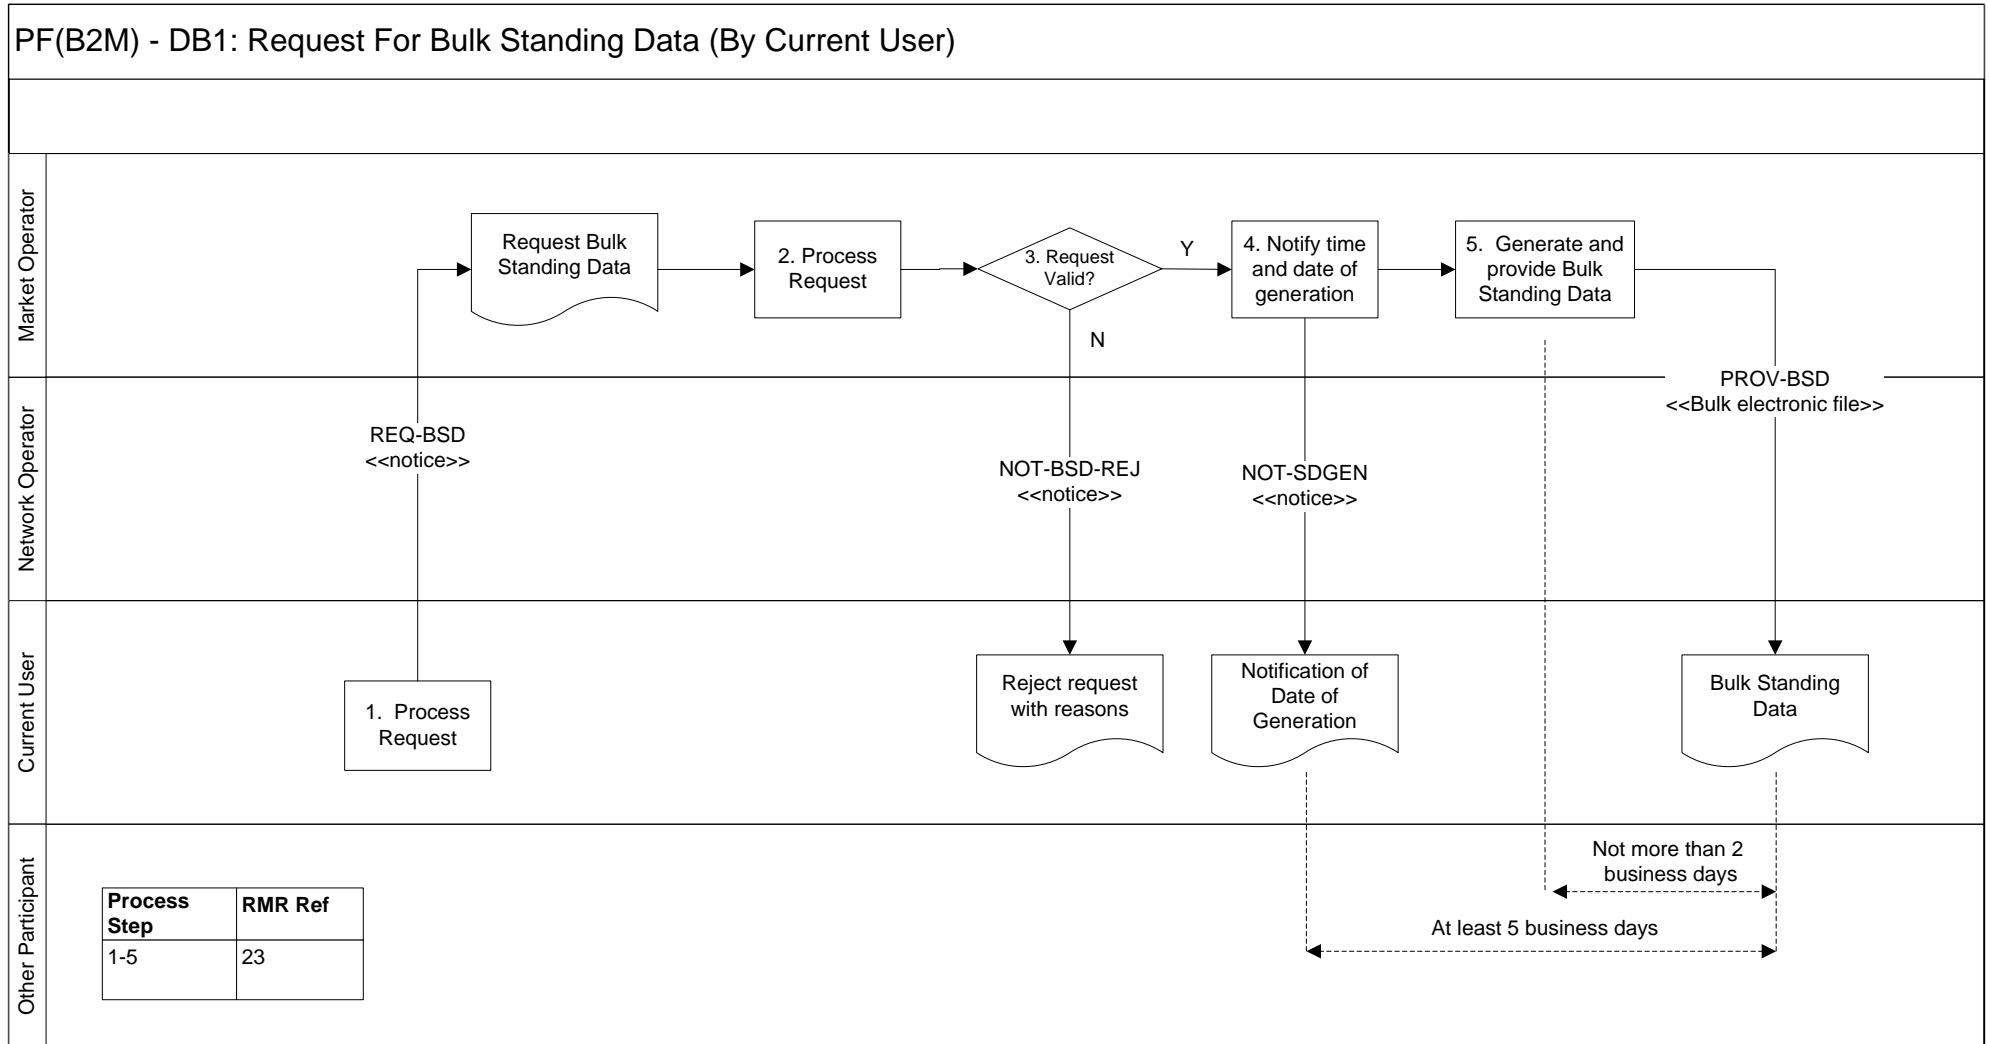 PF(B2M) - DB1: Request For Bulk Standing Data (By Current User)
Market Operator
Request Bulk
Standing Data
2. Process
Request
3. Request
Valid?
Y
N
4. Notify time
and date of
generation
5.  Generate and
provide Bulk
Standing Data
Network Operator
REQ-BSD
<<notice>>
NOT-BSD-REJ
<<notice>>
NOT-SDGEN
<<notice>>
PROV-BSD
<<Bulk electronic file>>
Current User
1.  Process
Request
Reject request
with reasons
Notification of
Date of
Generation
Bulk Standing
Data
Other Participant
Process
Step
RMR Ref
1-5
23
Not more than 2
business days
At least 5 business days